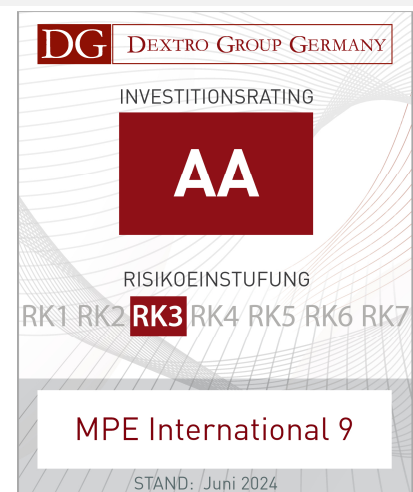 DG DEXTRO GROUP GERMANY
INVESTITIONSRATING
AA
RISIKOEINSTUFUNG
RK1 RK2 RK3 RK4 RK5 RK6 RK7
MPE International 9
STAND: Juni 2024